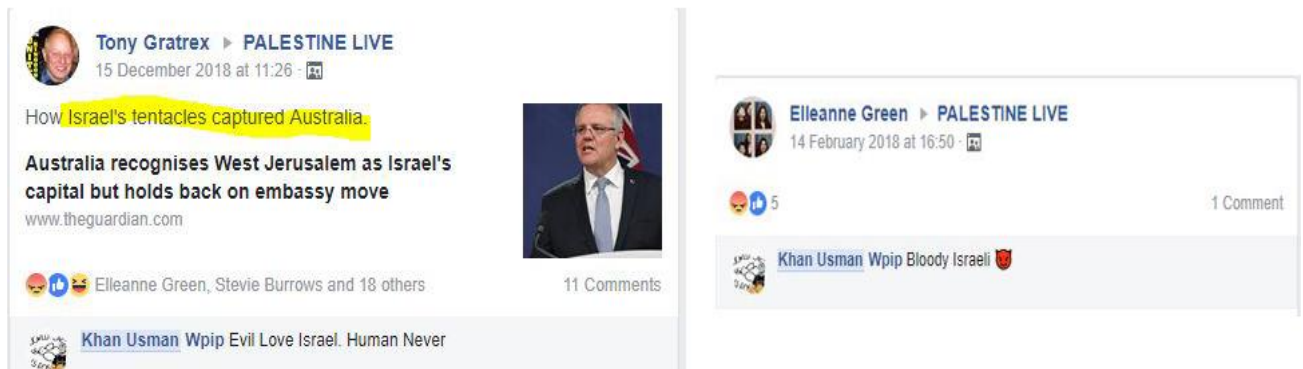 Tony Gratrex ▸ PALESTINE LIVE
15 December 2018 at 11:26 ·
How Israel's tentacles captured Australia.
Australia recognises West Jerusalem as Israel's
capital but holds back on embassy move
www.theguardian.com
Elleanne Green, Stevie Burrows and 18 others 11 Comments
Khan Usman Wpip Evil Love Israel. Human Never
Elleanne Green ▸ PALESTINE LIVE
14 February 2018 at 16:50 ·
5 1 Comment
Khan Usman Wpip Bloody Israeli 👿